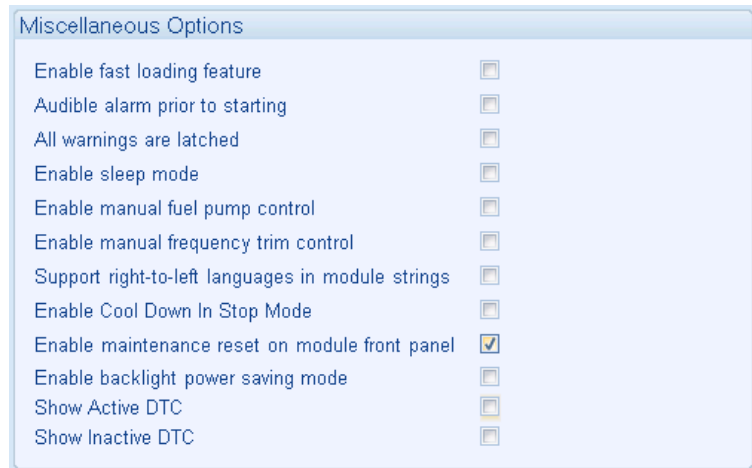 Miscellaneous Options
Enable fast loading feature
Audible alarm prior to starting
All warnings are latched
Enable sleep mode
Enable manual fuel pump control
Enable manual frequency trim control
Support right-to-left languages in module strings
Enable Cool Down In Stop Mode
Enable maintenance reset on module front panel
Enable backlight power saving mode
Show Active DTC
Show Inactive DTC